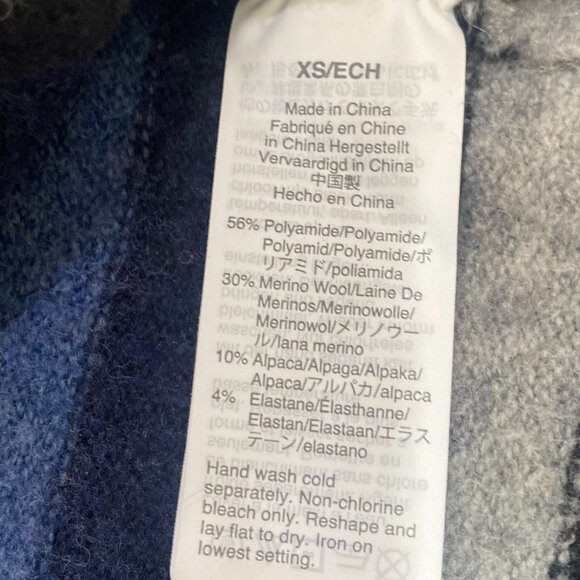 XS/ECH
Made in China
Fabriqué en Chine
in China Hergestellt
Vervaardigd in China
中国製
Hecho en China
56% Polyamide/Polyamide/
Polyamid/Polyamide/ポ
リアミド/poliamida
30% Merino Wool/Laine De
Merinos/Merinowolle/
Merinowol/メリノウー
ル/lana merino
10% Alpaca/Alpaga/Alpaka/
Alpaca/アルパカ/alpaca
4% Elastane/Élasthanne/
Elastan/Elastaan/エラス
テーン/elastano
Hand wash cold
separately. Non-chlorine
bleach only. Reshape and
lay flat to dry. Iron on
lowest setting.